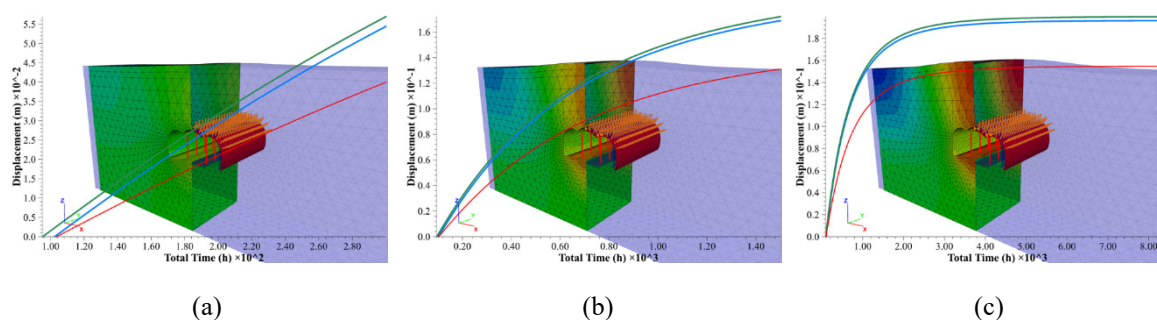 5.5
5.0
4.5
4.0
3.5
3.0
2.5
2.0
1.5
1.0
0.5
0.0
Displacement (m) ×10^-2
1.00 1.20 1.40 1.60 1.80 2.00 2.20 2.40 2.60 2.80
Total Time (h) ×10^2
Z
Y
X
(a)
1.6
1.4
1.2
1.0
0.8
0.6
0.4
0.2
0.0
Displacement (m) ×10^-1
0.20 0.40 0.60 0.80 1.00 1.20 1.40
Total Time (h) ×10^3
Z
Y
X
(b)
1.8
1.6
1.4
1.2
1.0
0.8
0.6
0.4
0.2
0.0
Displacement (m) ×10^-1
1.00 2.00 3.00 4.00 5.00 6.00 7.00 8.00
Total Time (h) ×10^3
Z
Y
X
(c)